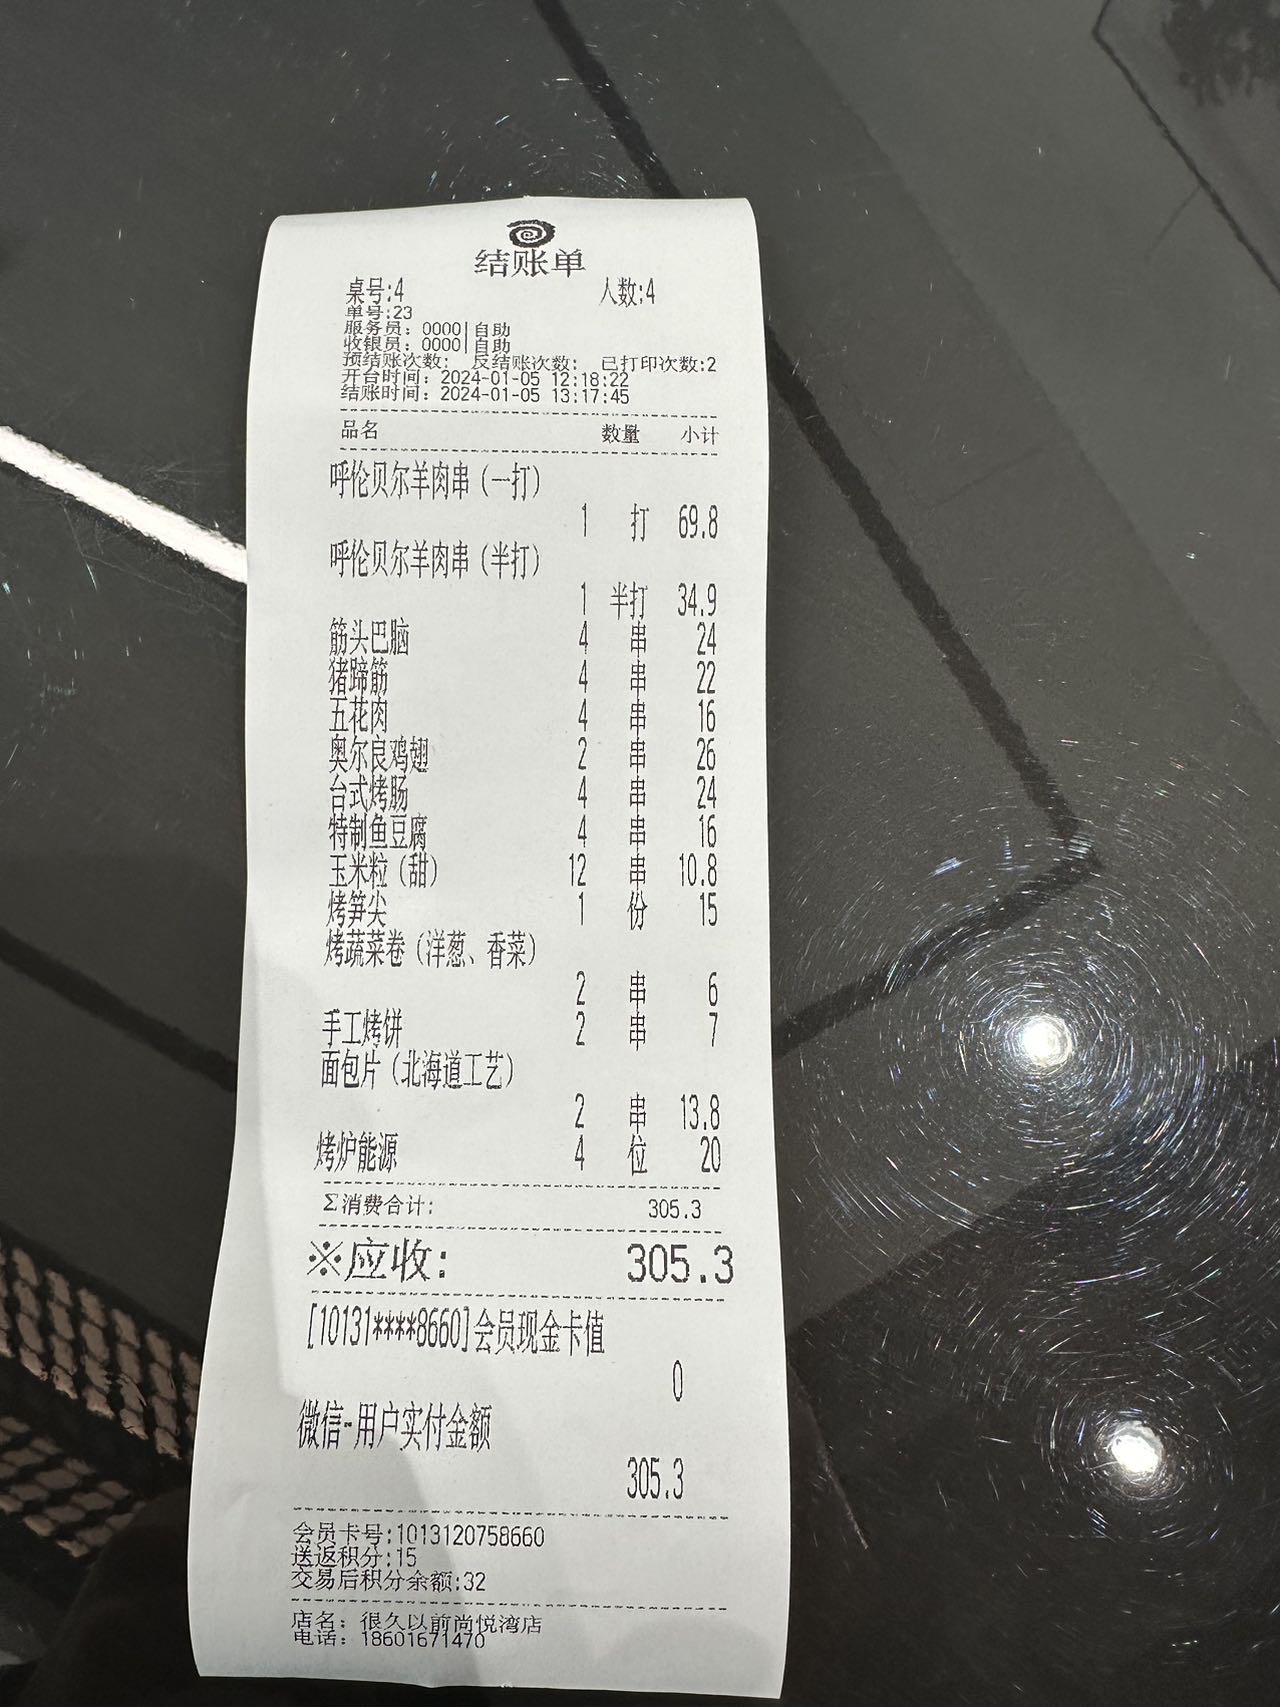 结账单
桌号:4 人数:4
单号:23
服务员: 0000|自助
收银员: 0000|自助
预结账次数: 反结账次数: 已打印次数:2
开台时间: 2024-01-05 12:18:22
结账时间: 2024-01-05 13:17:45
品名 数量 小计
呼伦贝尔羊肉串(一打)
1 打 69.8
呼伦贝尔羊肉串(半打)
1 半打 34.9
筋头巴脑 4 串 24
猪蹄筋 4 串 22
五花肉 4 串 16
奥尔良鸡翅 2 串 26
台式烤肠 4 串 24
特制鱼豆腐 4 串 16
玉米粒(甜) 12 串 10.8
烤笋尖 1 份 15
烤蔬菜卷(洋葱、香菜)
2 串 6
手工烤饼 2 串 7
面包片(北海道工艺)
2 串 13.8
烤炉能源 4 位 20
Σ消费合计: 305.3
※应收: 305.3
[10131****8660]会员现金卡值
0
微信-用户实付金额
305.3
会员卡号:1013120758660
送返积分:15
交易后积分余额:32
店名: 很久以前尚悦湾店
电话: 18601671470